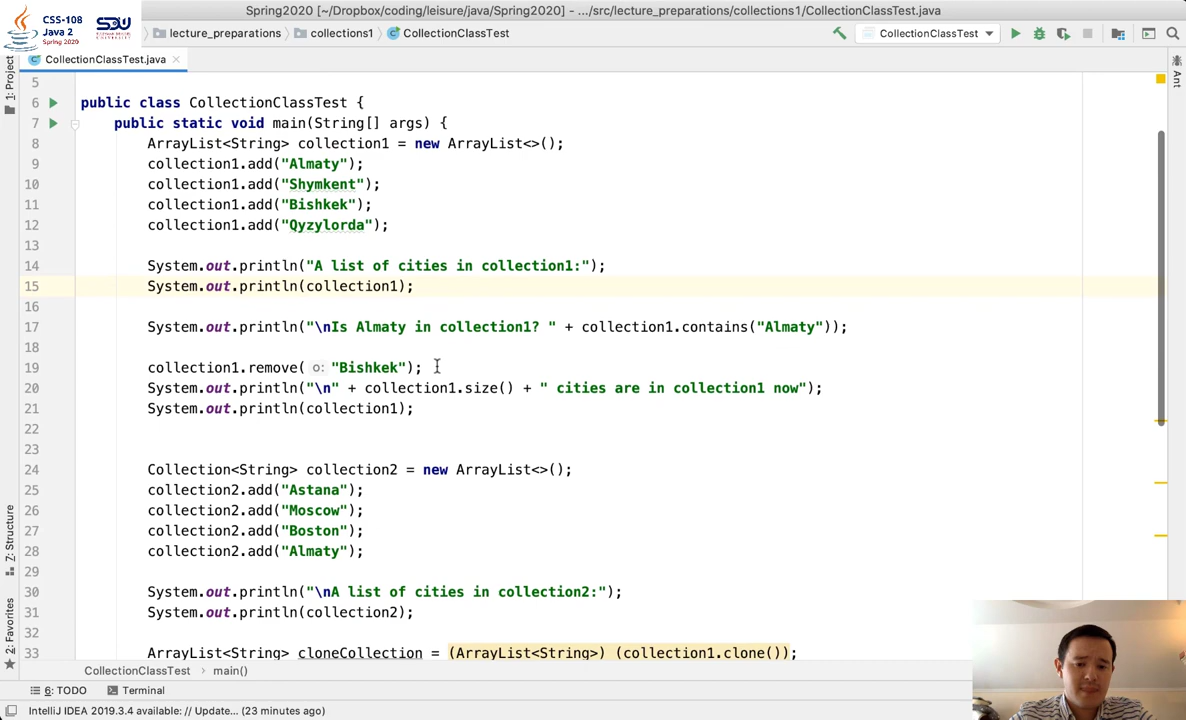 Spring2020 [~/Dropbox/coding/leisure/java/Spring2020] - .../src/lecture_preparations/collections1/CollectionClassTest.java
CSS-108
Java 2
Spring 2020
SDU
lecture_preparations
collections1
CollectionClassTest
CollectionClassTest
CollectionClassTest.java
1: Project
Ant
5
6 public class CollectionClassTest {
7 public static void main(String[] args) {
8 ArrayList<String> collection1 = new ArrayList<>();
9 collection1.add("Almaty");
10 collection1.add("Shymkent");
11 collection1.add("Bishkek");
12 collection1.add("Qyzylorda");
13
14 System.out.println("A list of cities in collection1:");
15 System.out.println(collection1);
16
17 System.out.println("\nIs Almaty in collection1? " + collection1.contains("Almaty"));
18
19 collection1.remove( o: "Bishkek");
20 System.out.println("\n" + collection1.size() + " cities are in collection1 now");
21 System.out.println(collection1);
22
23
24 Collection<String> collection2 = new ArrayList<>();
25 collection2.add("Astana");
26 collection2.add("Moscow");
27 collection2.add("Boston");
28 collection2.add("Almaty");
29
30 System.out.println("\nA list of cities in collection2:");
31 System.out.println(collection2);
32
33 ArrayList<String> cloneCollection = (ArrayList<String>) (collection1.clone());
7: Structure
2: Favorites
CollectionClassTest > main()
6: TODO
Terminal
IntelliJ IDEA 2019.3.4 available: // Update... (23 minutes ago)